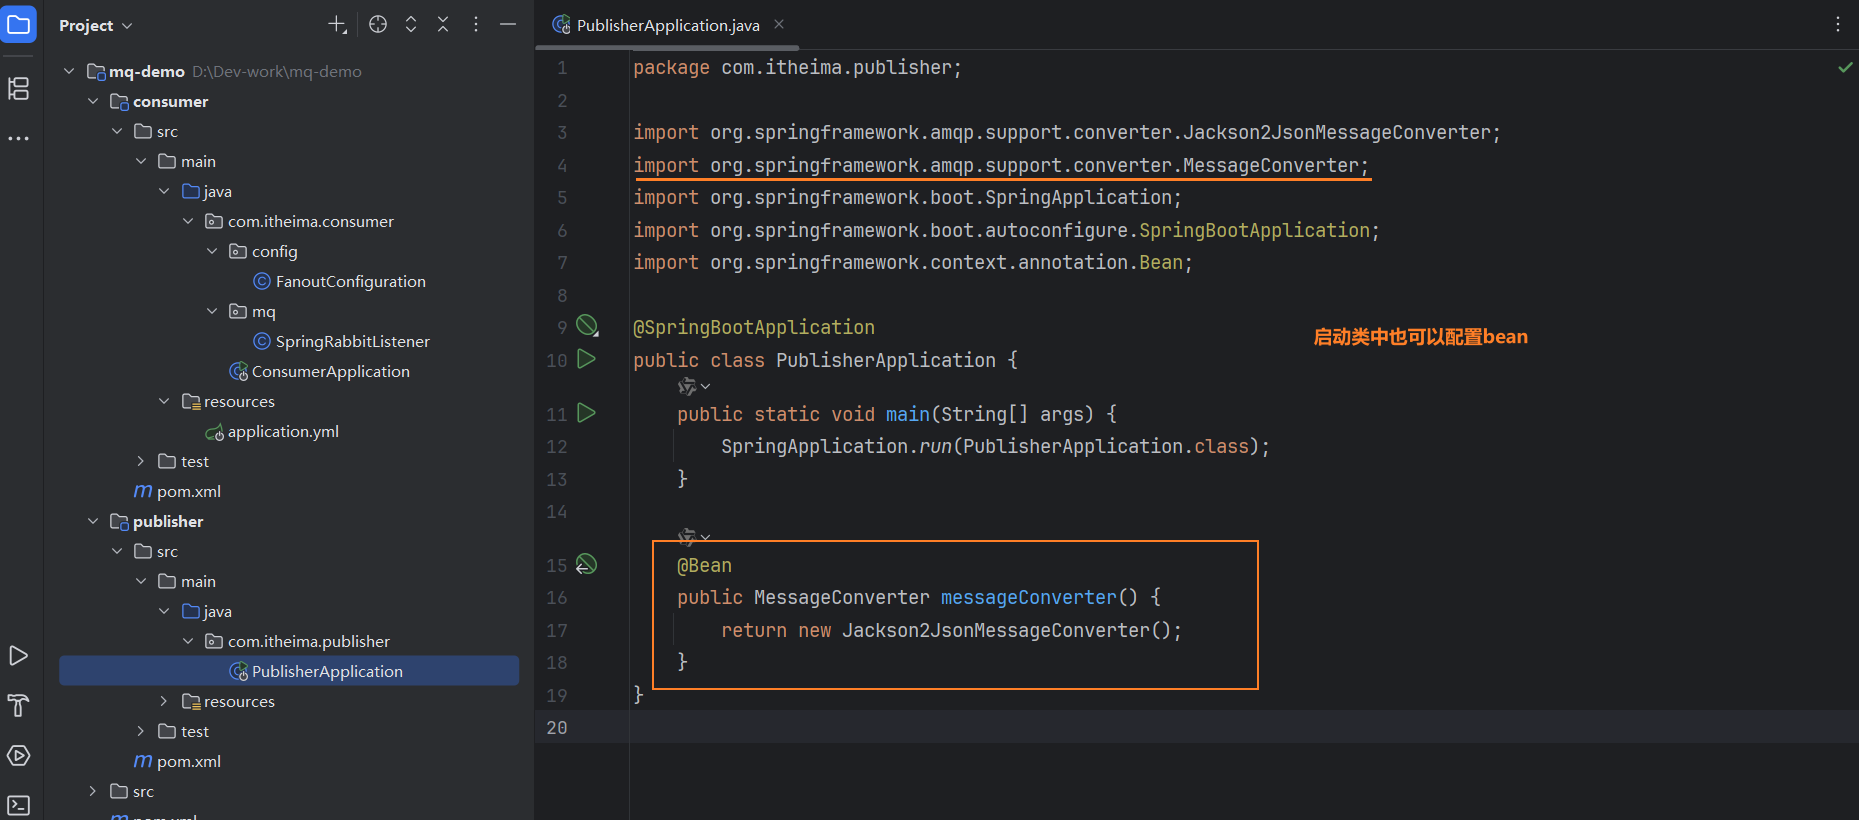 Project
mq-demo D:\Dev-work\mq-demo
consumer
src
main
java
com.itheima.consumer
config
FanoutConfiguration
mq
SpringRabbitListener
ConsumerApplication
resources
application.yml
test
pom.xml
publisher
src
main
java
com.itheima.publisher
PublisherApplication
resources
test
pom.xml
src
pom.xml
PublisherApplication.java
1 package com.itheima.publisher;
2
3 import org.springframework.amqp.support.converter.Jackson2JsonMessageConverter;
4 import org.springframework.amqp.support.converter.MessageConverter;
5 import org.springframework.boot.SpringApplication;
6 import org.springframework.boot.autoconfigure.SpringBootApplication;
7 import org.springframework.context.annotation.Bean;
8
9 @SpringBootApplication
启动类中也可以配置bean
10 public class PublisherApplication {
11 public static void main(String[] args) {
12 SpringApplication.run(PublisherApplication.class);
13 }
14
15 @Bean
16 public MessageConverter messageConverter() {
17 return new Jackson2JsonMessageConverter();
18 }
19 }
20